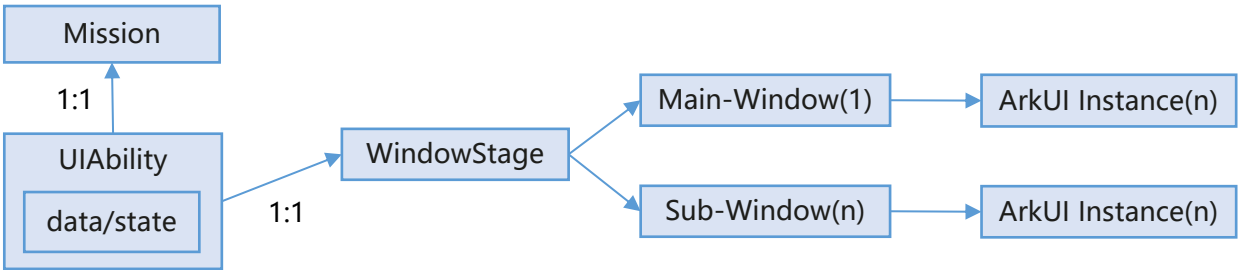 Mission
1:1
UIAbility
data/state
1:1
WindowStage
Main-Window(1)
ArkUI Instance(n)
Sub-Window(n)
ArkUI Instance(n)